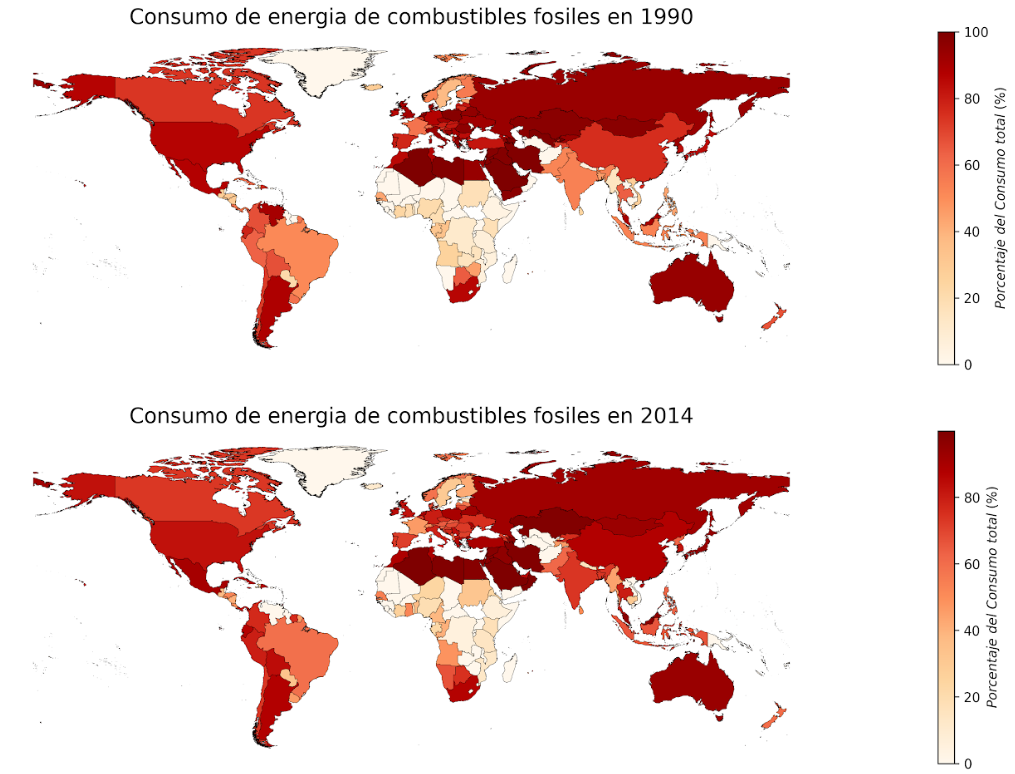 Consumo de energia de combustibles fosiles en 1990
100
80
60
40
20
0
Porcentaje del Consumo total (%)
Consumo de energia de combustibles fosiles en 2014
80
60
40
20
0
Porcentaje del Consumo total (%)